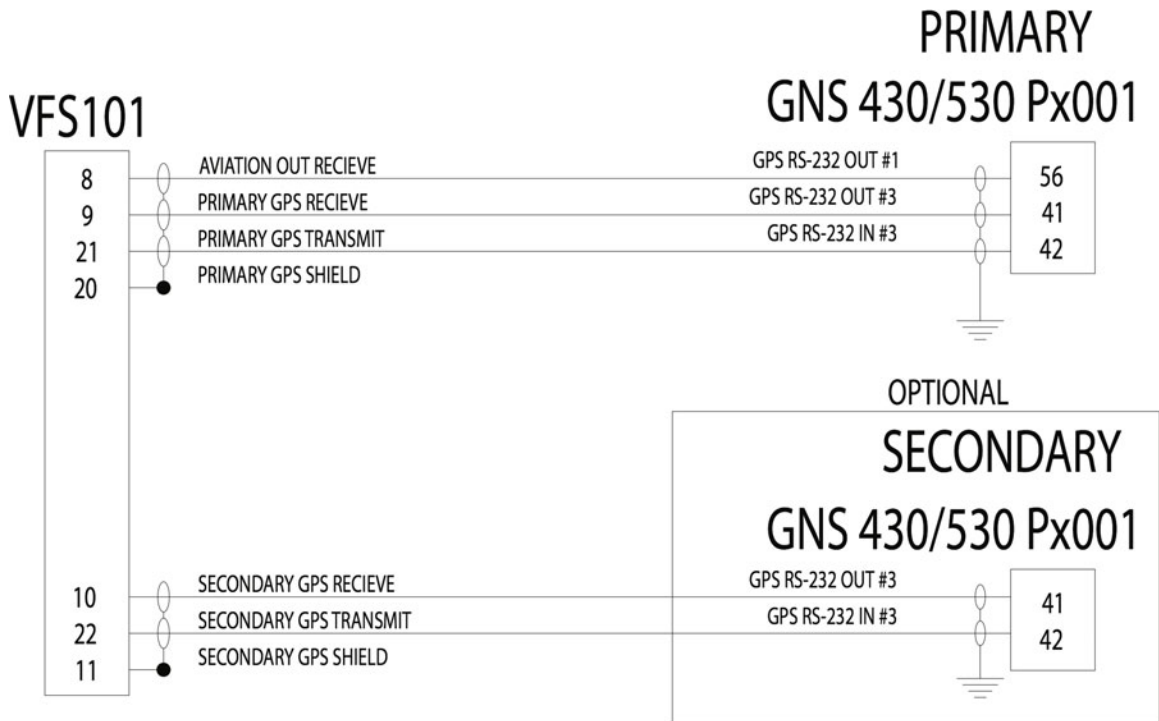 PRIMARY
GNS 430/530 Px001
VFS101
8 AVIATION OUT RECIEVE GPS RS-232 OUT #1 56
9 PRIMARY GPS RECIEVE GPS RS-232 OUT #3 41
21 PRIMARY GPS TRANSMIT GPS RS-232 IN #3 42
20 PRIMARY GPS SHIELD
OPTIONAL
SECONDARY
GNS 430/530 Px001
10 SECONDARY GPS RECIEVE GPS RS-232 OUT #3 41
22 SECONDARY GPS TRANSMIT GPS RS-232 IN #3 42
11 SECONDARY GPS SHIELD